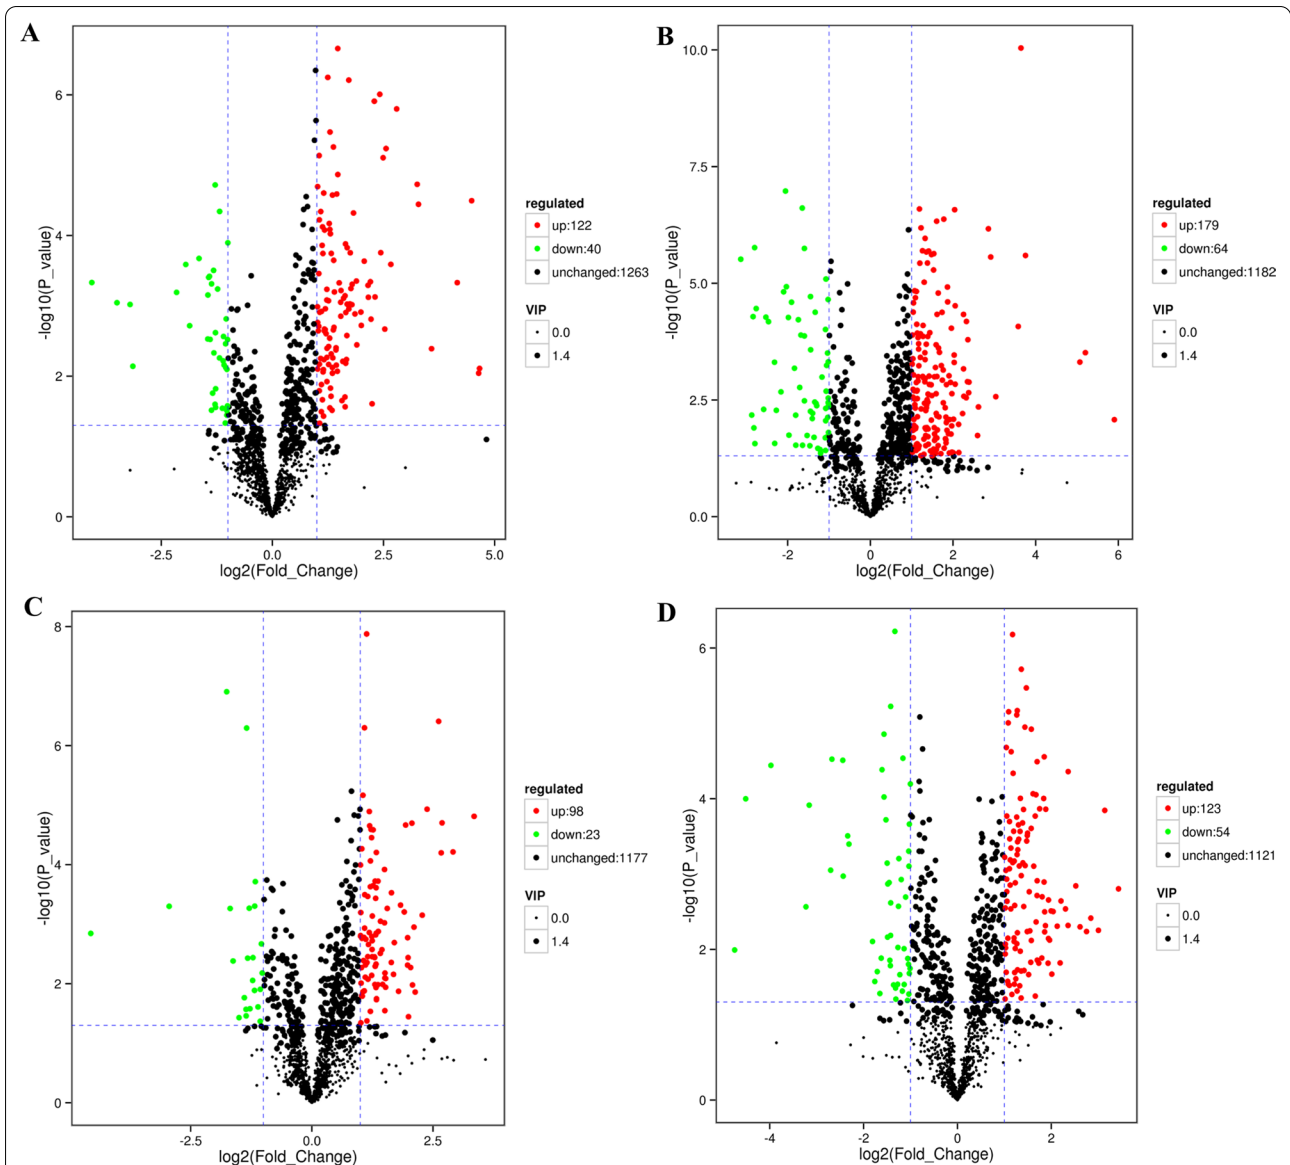 A
-log10(P_value)
6
4
2
0
-2.5
0.0
2.5
5.0
log2(Fold_Change)
regulated
up:122
down:40
unchanged:1263
VIP
0.0
1.4
B
-log10(P_value)
10.0
7.5
5.0
2.5
0.0
-2
0
2
4
6
log2(Fold_Change)
regulated
up:179
down:64
unchanged:1182
VIP
0.0
1.4
C
-log10(P_value)
8
6
4
2
0
-2.5
0.0
2.5
log2(Fold_Change)
regulated
up:98
down:23
unchanged:1177
VIP
0.0
1.4
D
-log10(P_value)
6
4
2
0
-4
-2
0
2
log2(Fold_Change)
regulated
up:123
down:54
unchanged:1121
VIP
0.0
1.4